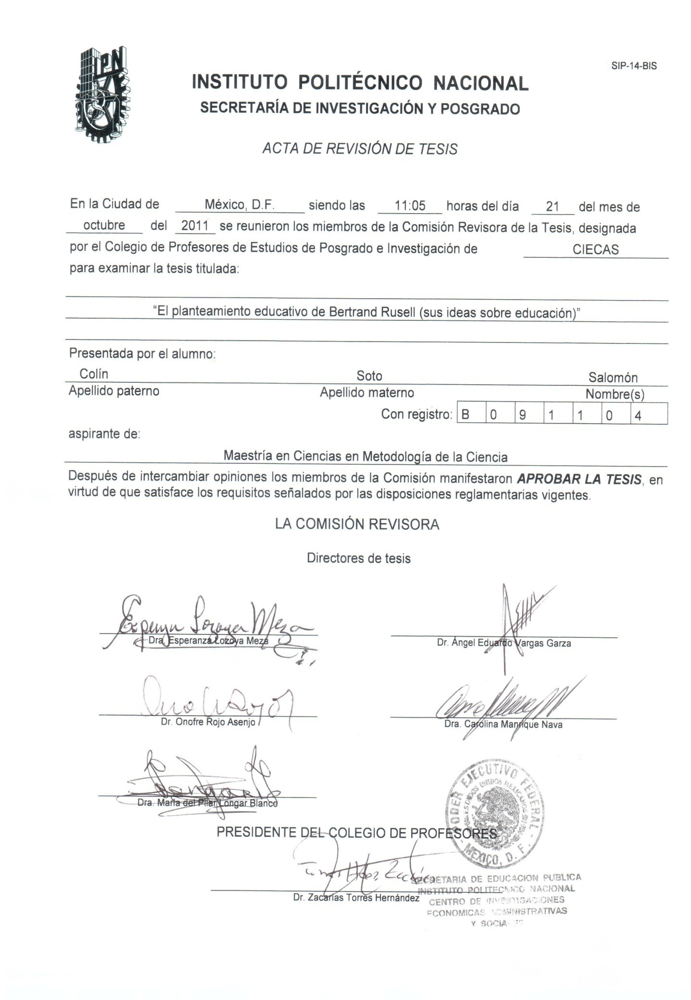 IPN
SIP-14-BIS
INSTITUTO POLITÉCNICO NACIONAL
SECRETARÍA DE INVESTIGACIÓN Y POSGRADO
ACTA DE REVISIÓN DE TESIS
En la Ciudad de México, D.F. siendo las 11:05 horas del día 21 del mes de
octubre del 2011 se reunieron los miembros de la Comisión Revisora de la Tesis, designada
por el Colegio de Profesores de Estudios de Posgrado e Investigación de CIECAS
para examinar la tesis titulada:
“El planteamiento educativo de Bertrand Rusell (sus ideas sobre educación)”
Presentada por el alumno:
Colín Soto Salomón
Apellido paterno Apellido materno Nombre(s)
Con registro: B 0 9 1 1 0 4
aspirante de:
Maestría en Ciencias en Metodología de la Ciencia
Después de intercambiar opiniones los miembros de la Comisión manifestaron APROBAR LA TESIS, en
virtud de que satisface los requisitos señalados por las disposiciones reglamentarias vigentes.
LA COMISIÓN REVISORA
Directores de tesis
Dra. Esperanza Lozoya Meza Dr. Ángel Eduardo Vargas Garza
Dr. Onofre Rojo Asenjo Dra. Carolina Manrique Nava
Dra. María del Pilar Longar Blanco
PODER EJECUTIVO FEDERAL
ESTADOS UNIDOS MEXICANOS
MEXICO, D. F.
PRESIDENTE DEL COLEGIO DE PROFESORES
Dr. Zacarías Torres Hernández
SECRETARIA DE EDUCACION PUBLICA
INSTITUTO POLITECNICO NACIONAL
CENTRO DE INVESTIGACIONES
ECONOMICAS ADMINISTRATIVAS
Y SOCIALES